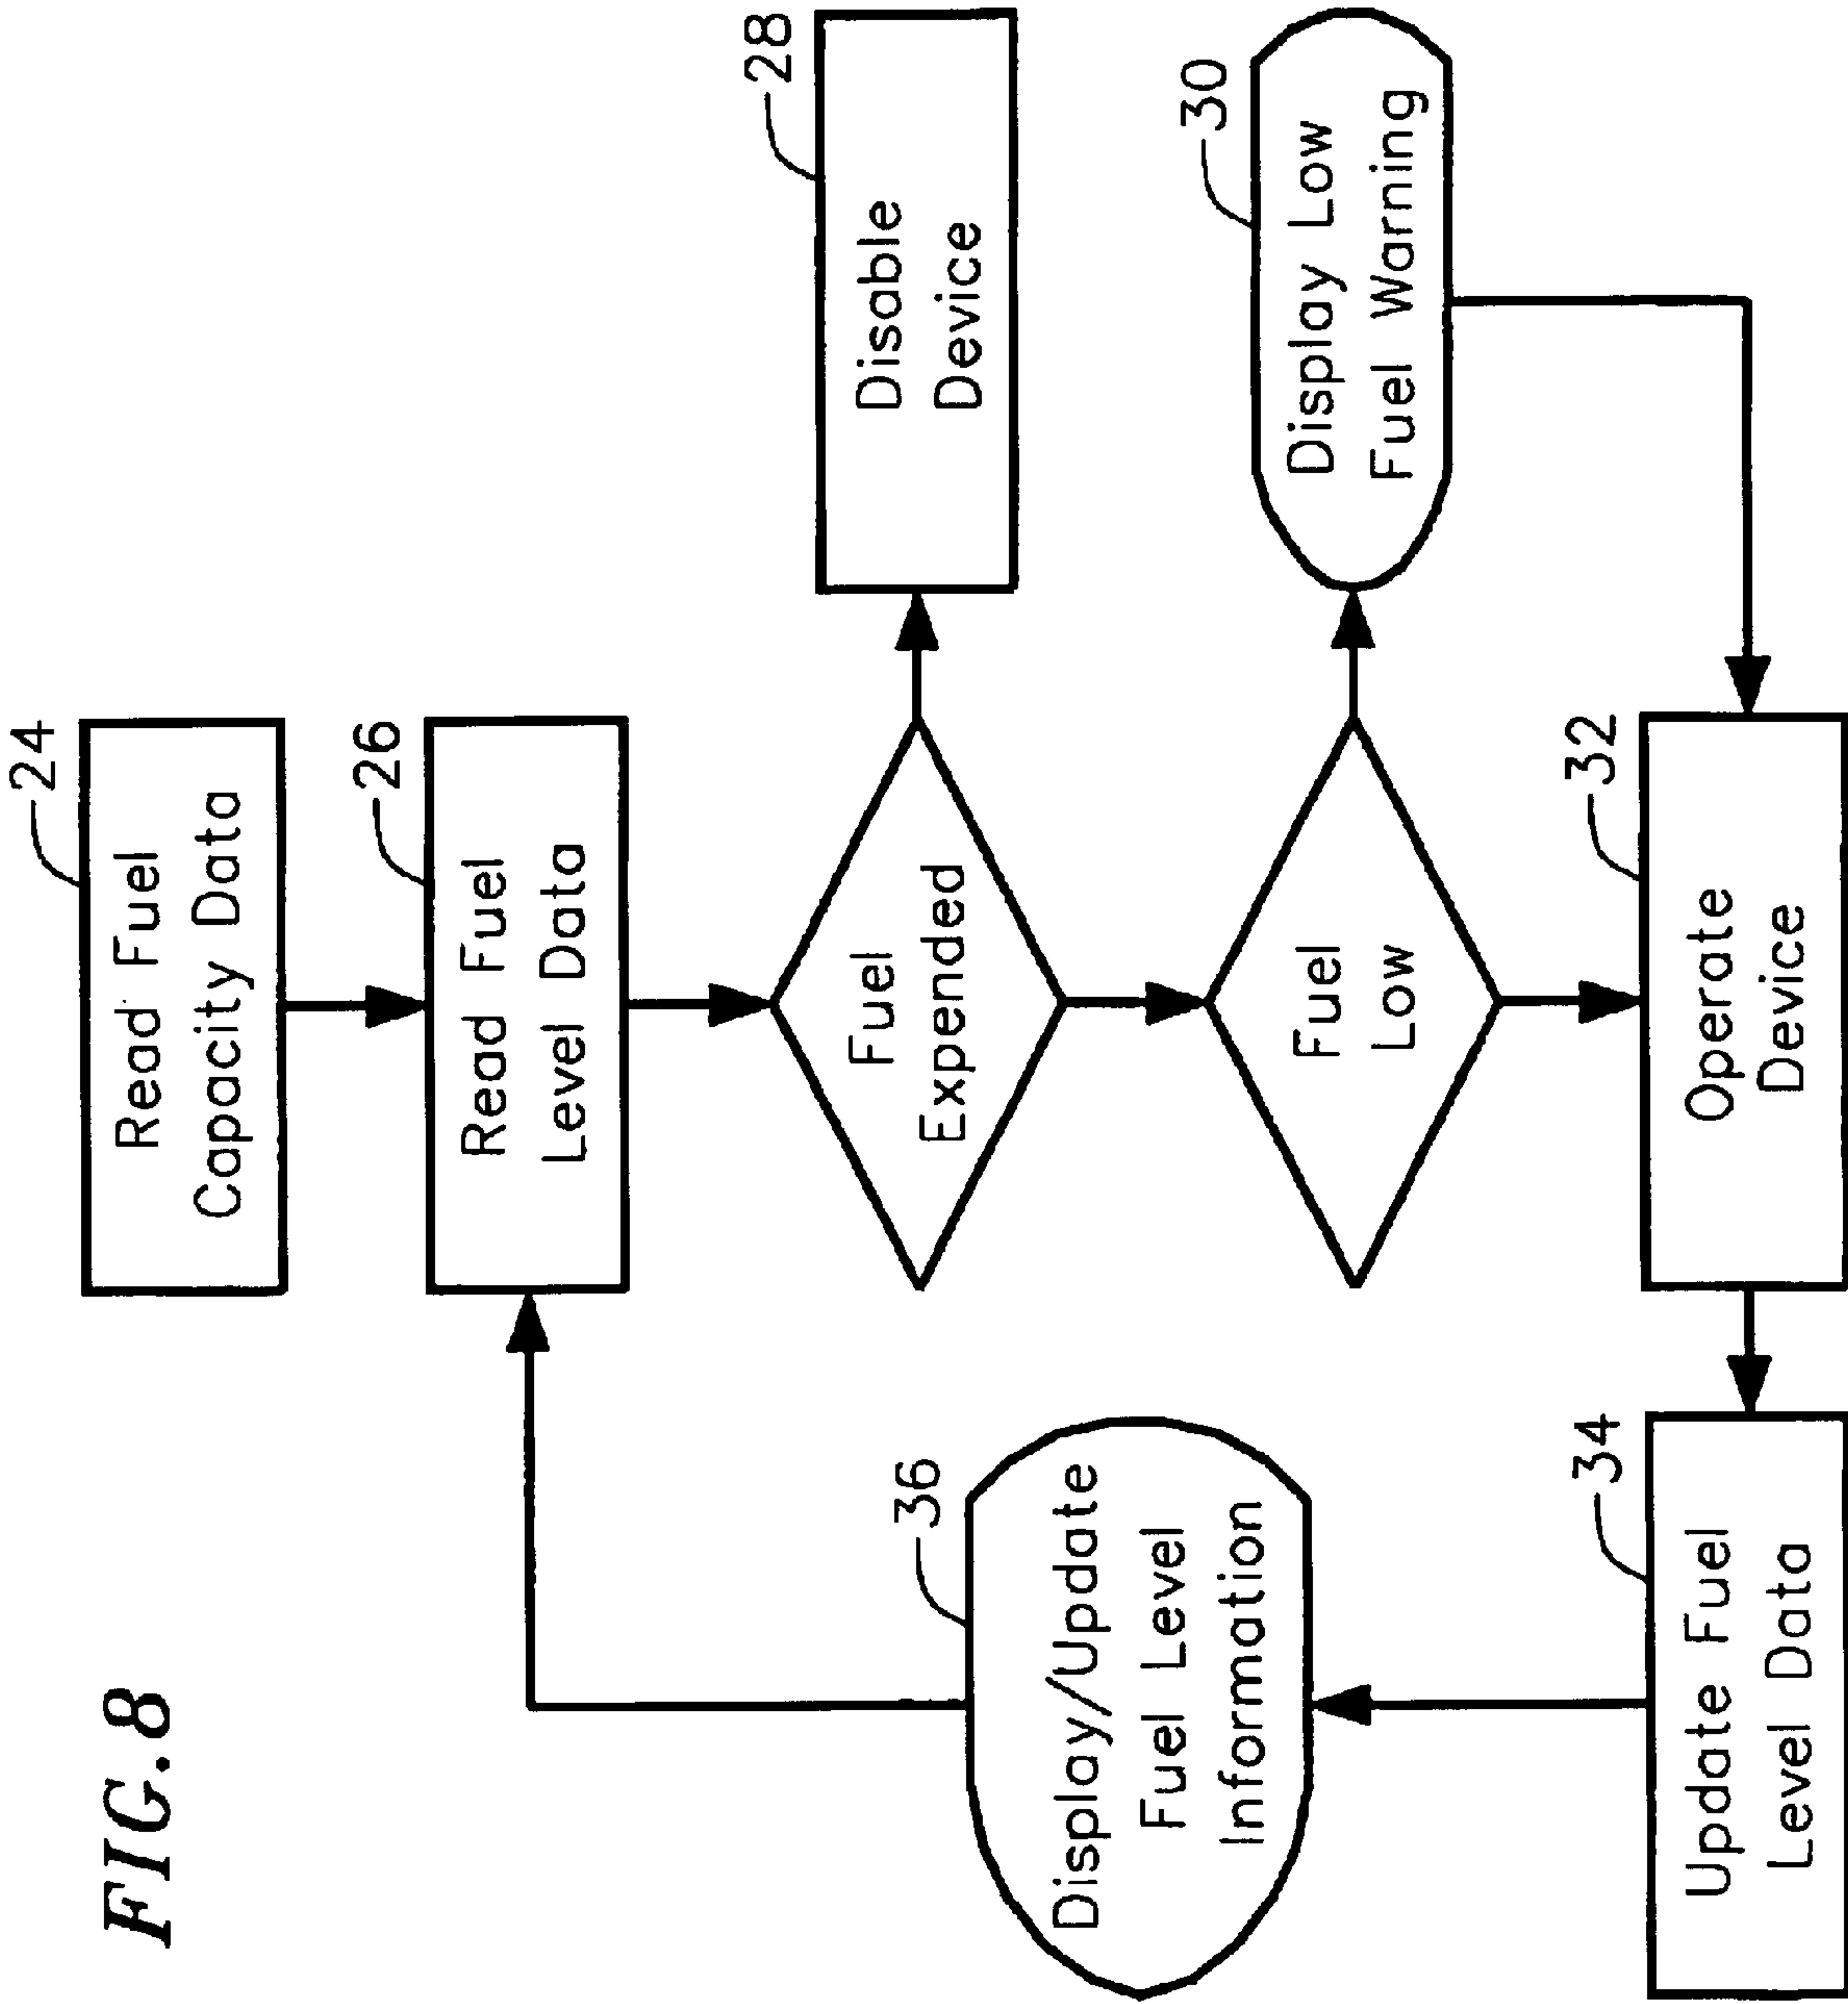 FIG.8
24
Read Fuel
Capacity Data
26
Read Fuel
Level Data
Fuel
Expended
28
Disable
Device
Fuel
Low
30
Display Low
Fuel Warning
32
Operate
Device
34
Update Fuel
Level Data
36
Display/Update
Fuel Level
Information